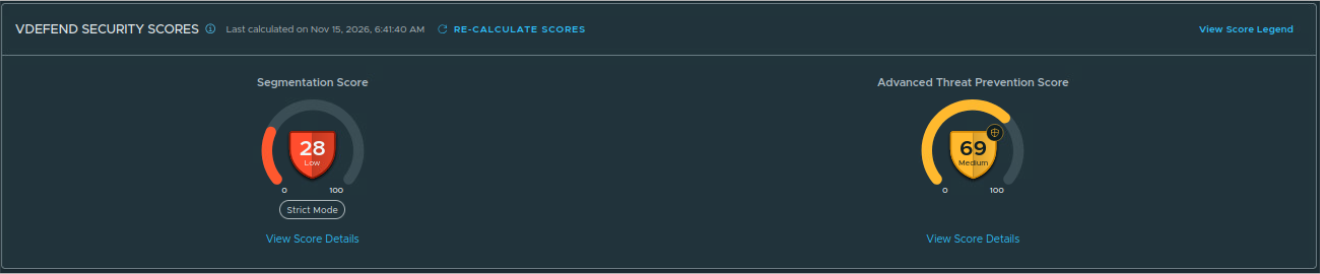 VDEFEND SECURITY SCORES Last calculated on Nov 15, 2026, 6:41:40 AM RE-CALCULATE SCORES View Score Legend
Segmentation Score
28
Low
0 100
Strict Mode
View Score Details
Advanced Threat Prevention Score
69
Medium
0 100
View Score Details